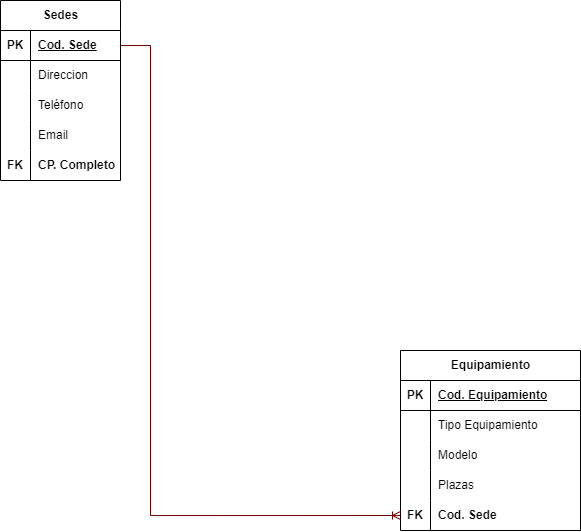 Sedes
PK Cod. Sede
Direccion
Teléfono
Email
FK CP. Completo
Equipamiento
PK Cod. Equipamiento
Tipo Equipamiento
Modelo
Plazas
FK Cod. Sede